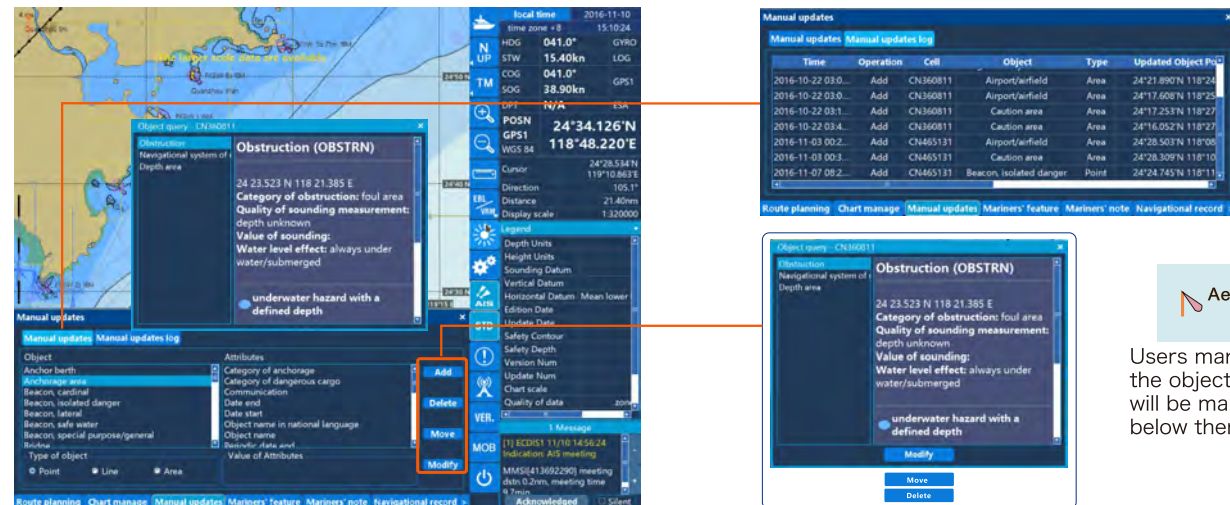 The larger scale data are available
Quanzhou Wan
local time 2016-11-10
time zone +8 15:10:24
HDG 041.0° GYRO
STW 15.40kn LOG
COG 041.0°
GPS1
SOG 38.90kn
DPT N/A ESA
POSN
GPS1
WGS 84
24°34.126'N
118°48.220'E
Cursor 24°28.534'N
119°10.863'E
Direction 105.1°
Distance 21.40nm
Display scale 1:320000
Legend
Depth Units
Height Units
Sounding Datum
Vertical Datum
Horizontal Datum Mean lower
Edition Date
Update Date
Safety Contour
Safety Depth
Version Num
Update Num
Chart scale
Quality of data zon
1 Message
[1] ECDIS1 11/10 14:56:24
Indication: AIS meeting
MMSI[413692290] meeting
dstn 0.2nm, meeting time
9.7min
Acknowledged Silent
N
UP
TM
EBL
VRM
AIS
STD
VER.
MOB
Object query - CN360811 ×
Obstruction
Navigational system of
Depth area
Obstruction (OBSTRN)
24 23.523 N 118 21.385 E
Category of obstruction: foul area
Quality of sounding measurement:
depth unknown
Value of sounding:
Water level effect: always under
water/submerged
underwater hazard with a
defined depth
Manual updates ×
Manual updates Manual updates log
Object
Anchor berth
Anchorage area
Beacon, cardinal
Beacon, isolated danger
Beacon, lateral
Beacon, safe water
Beacon, special purpose/general
Bridge
Attributes
Category of anchorage
Category of dangerous cargo
Communication
Date end
Date start
Object name in national language
Object name
Periodic date end
Add
Delete
Move
Modify
Type of object
Point Line Area
Value of Attributes
Route planning Chart manage Manual updates Mariners' feature Mariners' note Navigational record >
Manual updates
Manual updates Manual updates log
Time Operation Cell Object Type Updated Object Po
2016-10-22 03:0... Add CN360811 Airport/airfield Area 24°21.890'N 118°24
2016-10-22 03:0... Add CN360811 Airport/airfield Area 24°17.608'N 118°25
2016-10-22 03:1... Add CN360811 Caution area Area 24°17.253'N 118°27
2016-10-22 03:4... Add CN360811 Caution area Area 24°16.052'N 118°27
2016-11-03 00:2... Add CN465131 Airport/airfield Area 24°28.503'N 118°08
2016-11-03 00:3... Add CN465131 Caution area Area 24°28.309'N 118°10
2016-11-07 08:2... Add CN465131 Beacon, isolated danger Point 24°24.745'N 118°11
Route planning Chart manage Manual updates Mariners' feature Mariners' note Navigational record
Object query - CN360811 ×
Obstruction
Navigational system of
Depth area
Obstruction (OBSTRN)
24 23.523 N 118 21.385 E
Category of obstruction: foul area
Quality of sounding measurement:
depth unknown
Value of sounding:
Water level effect: always under
water/submerged
underwater hazard with a
defined depth
Modify
Move
Delete
Ae
Users mar
the object
will be ma
below the